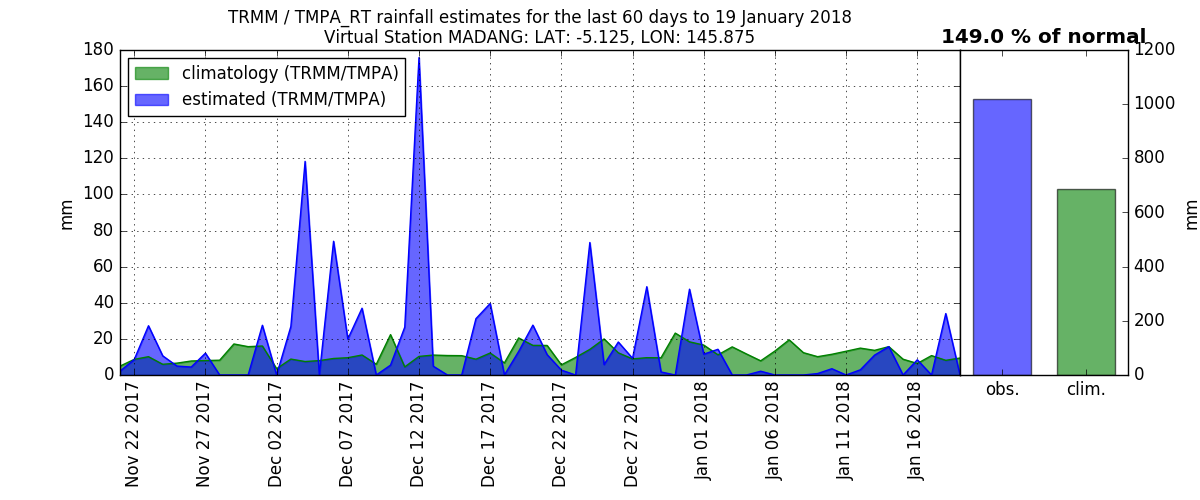 TRMM / TMPA_RT rainfall estimates for the last 60 days to 19 January 2018
Virtual Station MADANG: LAT: -5.125, LON: 145.875
149.0 % of normal
climatology (TRMM/TMPA)
estimated (TRMM/TMPA)
mm
180
160
140
120
100
80
60
40
20
0
Nov 22 2017
Nov 27 2017
Dec 02 2017
Dec 07 2017
Dec 12 2017
Dec 17 2017
Dec 22 2017
Dec 27 2017
Jan 01 2018
Jan 06 2018
Jan 11 2018
Jan 16 2018
1200
1000
800
600
400
200
0
mm
obs.
clim.